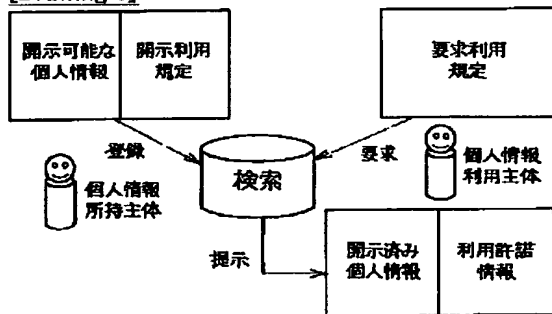 開示可能な
個人情報
開示利用
規定
要求利用
規定
登録
要求
個人情報
所持主体
検索
個人情報
利用主体
提示
開示済み
個人情報
利用許諾
情報